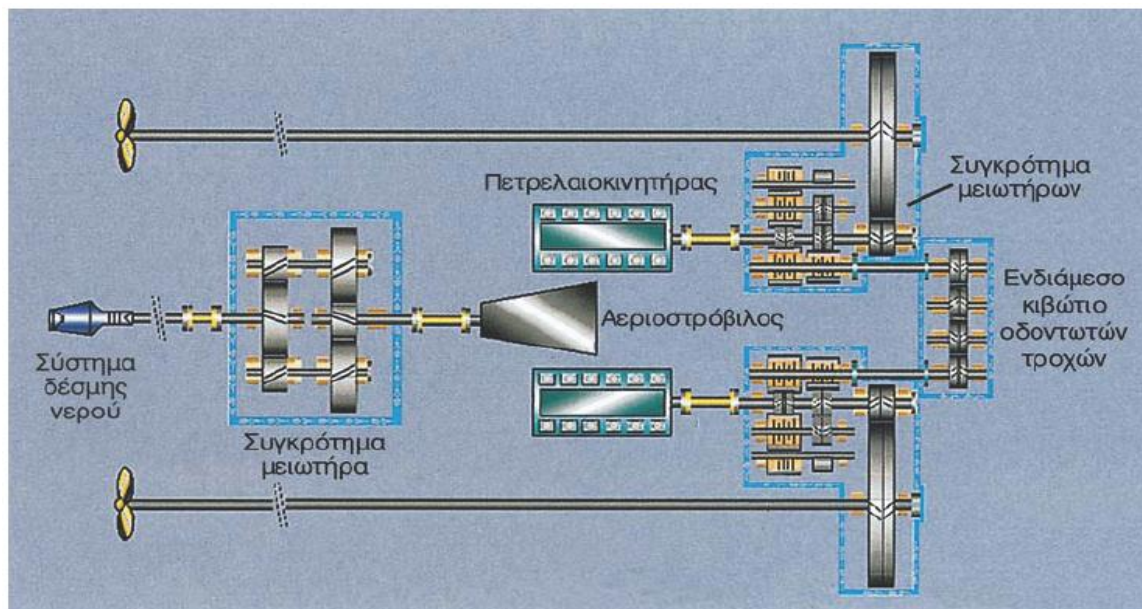 Πετρελαιοκινητήρας
Συγκρότημα
μειωτήρων
Ενδιάμεσο
κιβώτιο
οδοντωτών
τροχών
Αεριοστρόβιλος
Σύστημα
δέσμης
νερού
Συγκρότημα
μειωτήρα